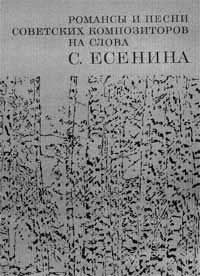 РОМАНСЫ И ПЕСНИ
СОВЕТСКИХ КОМПОЗИТОРОВ
НА СЛОВА
С. ЕСЕНИНА